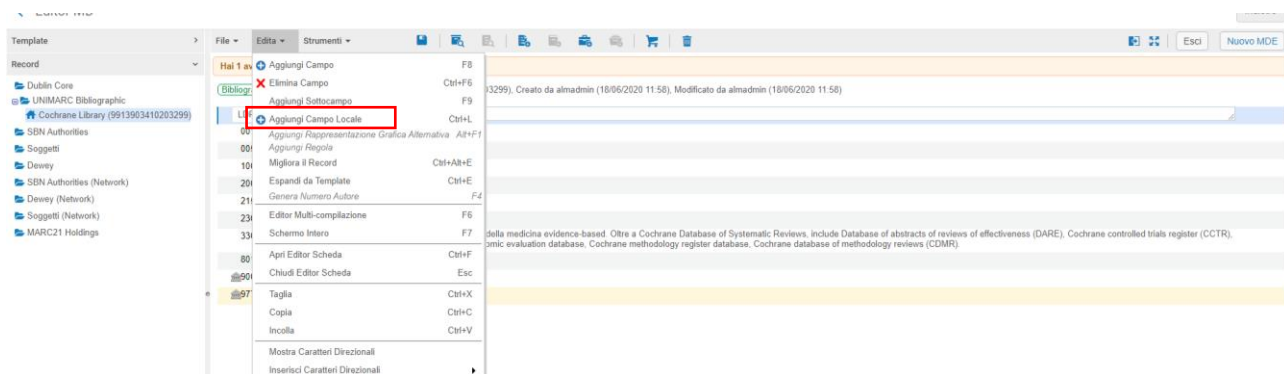 Template
Record
Dublin Core
UNIMARC Bibliographic
Cochrane Library (9913903410203299)
SBN Authorities
Soggetti
Dewey
SBN Authorities (Network)
Dewey (Network)
Soggetti (Network)
MARC21 Holdings
File Edita Strumenti
Esci Nuovo MDE
Hai 1 av
Bibliogr 03299), Creato da almadmin (18/06/2020 11:58), Modificato da almadmin (18/06/2020 11:58)
Aggiungi Campo F8
Elimina Campo Ctrl+F6
Aggiungi Sottocampo F9
Aggiungi Campo Locale Ctrl+L
Aggiungi Rappresentazione Grafica Alternativa Alt+F1
Aggiungi Regola
Migliora il Record Ctrl+Alt+E
Espandi da Template Ctrl+E
Genera Numero Autore F4
Editor Multi-compilazione F6
Schermo Intero F7
Apri Editor Scheda Ctrl+F
Chiudi Editor Scheda Esc
Taglia Ctrl+X
Copia Ctrl+C
Incolla Ctrl+V
Mostra Caratteri Direzionali
Inserisci Caratteri Direzionali
della medicina evidence-based. Oltre a Cochrane Database of Systematic Reviews, include Database of abstracts of reviews of effectiveness (DARE), Cochrane controlled trials register (CCTR),
omic evaluation database, Cochrane methodology register database, Cochrane database of methodology reviews (CDMR).